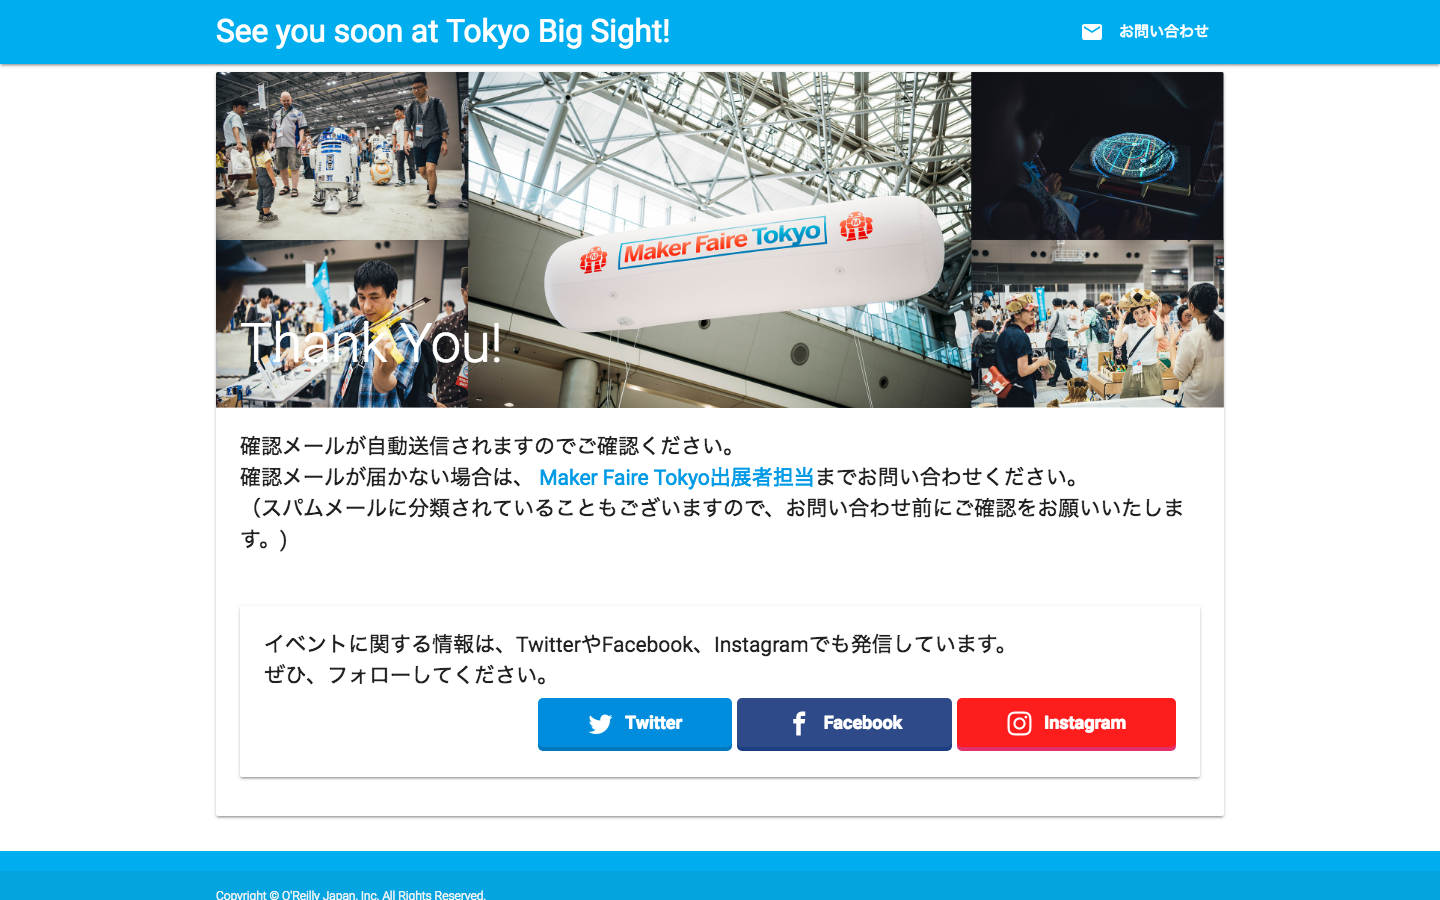 See you soon at Tokyo Big Sight!
お問い合わせ
Maker Faire Tokyo
Thank You!
確認メールが自動送信されますのでご確認ください。
確認メールが届かない場合は、 Maker Faire Tokyo出展者担当までお問い合わせください。
（スパムメールに分類されていることもございますので、お問い合わせ前にご確認をお願いいたしま
す。)
イベントに関する情報は、TwitterやFacebook、Instagramでも発信しています。
ぜひ、フォローしてください。
Twitter
Facebook
Instagram
Copyright © O'Reilly Japan, Inc. All Rights Reserved.